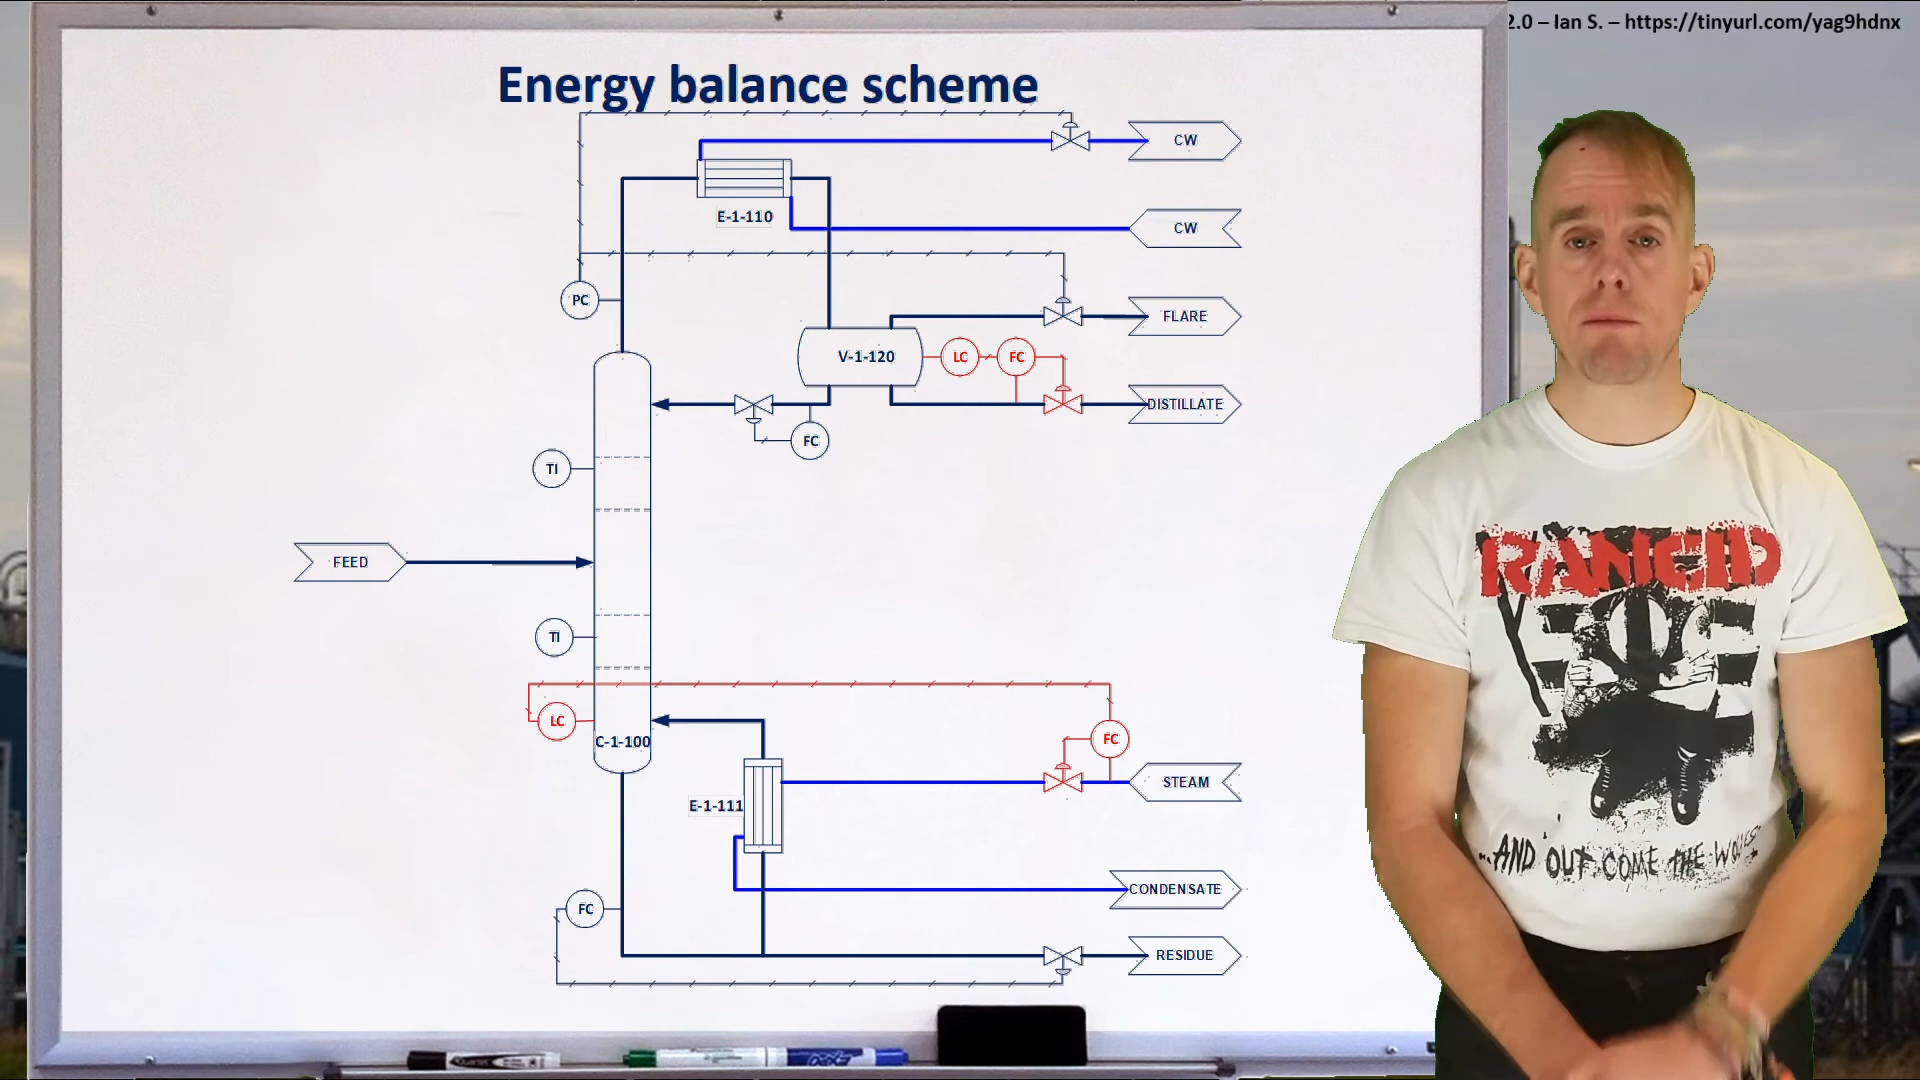 2.0 – Ian S. – https://tinyurl.com/yag9hdnx
Energy balance scheme
CW
E-1-110
CW
PC
FLARE
V-1-120
LC
FC
DISTILLATE
FC
TI
FEED
TI
LC
FC
C-1-100
STEAM
E-1-111
CONDENSATE
FC
RESIDUE
RANCID
...AND OUT COME THE WOLVES